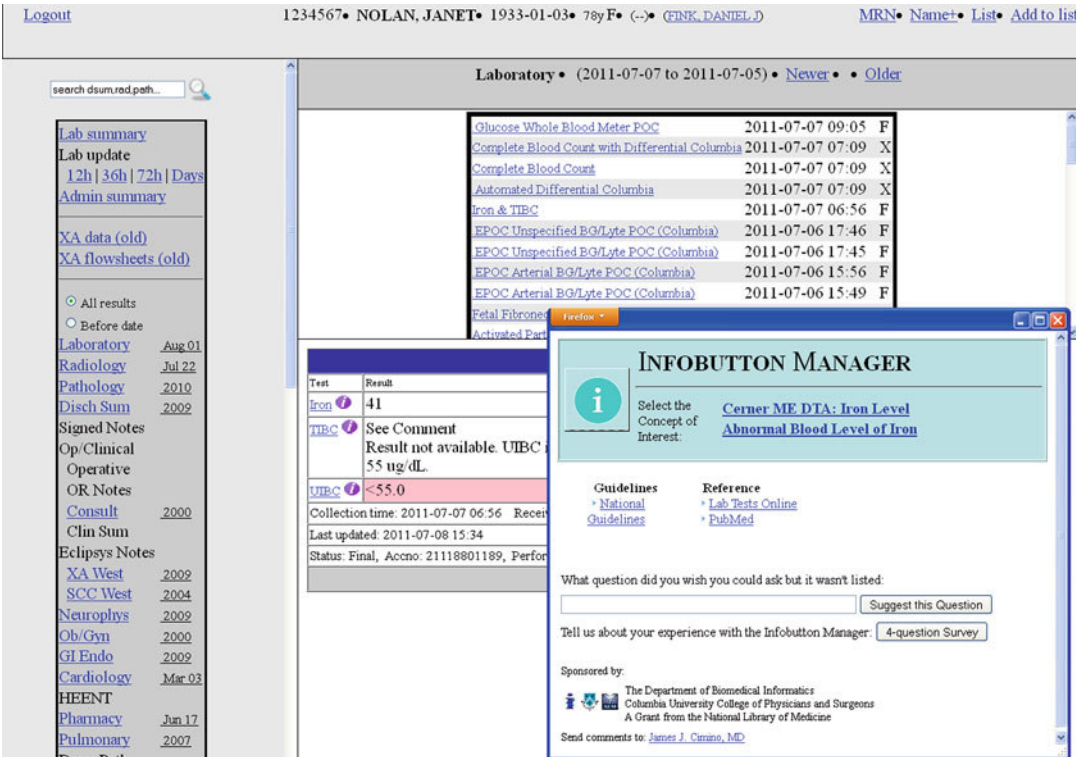 Logout
1234567• NOLAN, JANET• 1933-01-03• 78y F• (--)• (FINK, DANIEL J)
MRN• Name+• List• Add to list
search dsum,rad,path...
Lab summary
Lab update
12h | 36h | 72h | Days
Admin summary
XA data (old)
XA flowsheets (old)
All results
Before date
Laboratory Aug 01
Radiology Jul 22
Pathology 2010
Disch Sum 2009
Signed Notes
Op/Clinical
Operative
OR Notes
Consult 2000
Clin Sum
Eclipsys Notes
XA West 2009
SCC West 2004
Neurophys 2009
Ob/Gyn 2000
GI Endo 2009
Cardiology Mar 03
HEENT
Pharmacy Jun 17
Pulmonary 2007
Laboratory • (2011-07-07 to 2011-07-05) • Newer • • Older
Glucose Whole Blood Meter POC 2011-07-07 09:05 F
Complete Blood Count with Differential Columbia 2011-07-07 07:09 X
Complete Blood Count 2011-07-07 07:09 X
Automated Differential Columbia 2011-07-07 07:09 X
Iron & TIBC 2011-07-07 06:56 F
EPOC Unspecified BG/Lyte POC (Columbia) 2011-07-06 17:46 F
EPOC Unspecified BG/Lyte POC (Columbia) 2011-07-06 17:45 F
EPOC Arterial BG/Lyte POC (Columbia) 2011-07-06 15:56 F
EPOC Arterial BG/Lyte POC (Columbia) 2011-07-06 15:49 F
Fetal Fibrone
Activated Part
Test Result
Iron 41
TIBC See Comment
Result not available. UIBC i
55 ug/dL.
UIBC <55.0
Collection time: 2011-07-07 06:56 Recei
Last updated: 2011-07-08 15:34
Status: Final, Accno: 21118801189, Perfor
Firefox
INFOBUTTON MANAGER
Select the
Concept of
Interest:
Cerner ME DTA: Iron Level
Abnormal Blood Level of Iron
Guidelines
National
Guidelines
Reference
Lab Tests Online
PubMed
What question did you wish you could ask but it wasn't listed:
Suggest this Question
Tell us about your experience with the Infobutton Manager: 4-question Survey
Sponsored by:
The Department of Biomedical Informatics
Columbia University College of Physicians and Surgeons
A Grant from the National Library of Medicine
Send comments to: James J. Cimino, MD